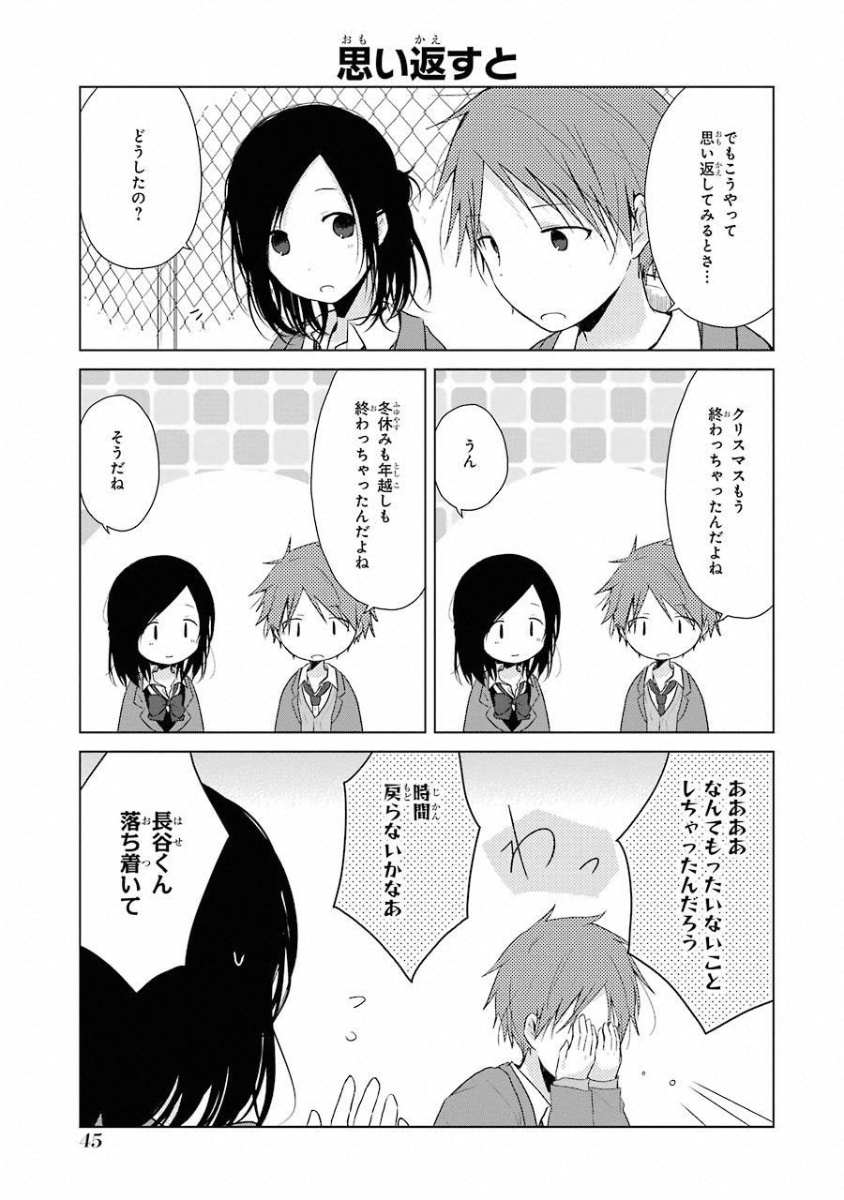 思い返すと
でもこうやって
思い返してみるとさ…
どうしたの？
クリスマスもう
終わっちゃったんだよね
うん
冬休みも年越しも
終わっちゃったんだよね
そうだね
ああああ
なんてもったいないこと
しちゃったんだろう
わっ
時間
戻らないかなあ
長谷くん
落ち着いて
45